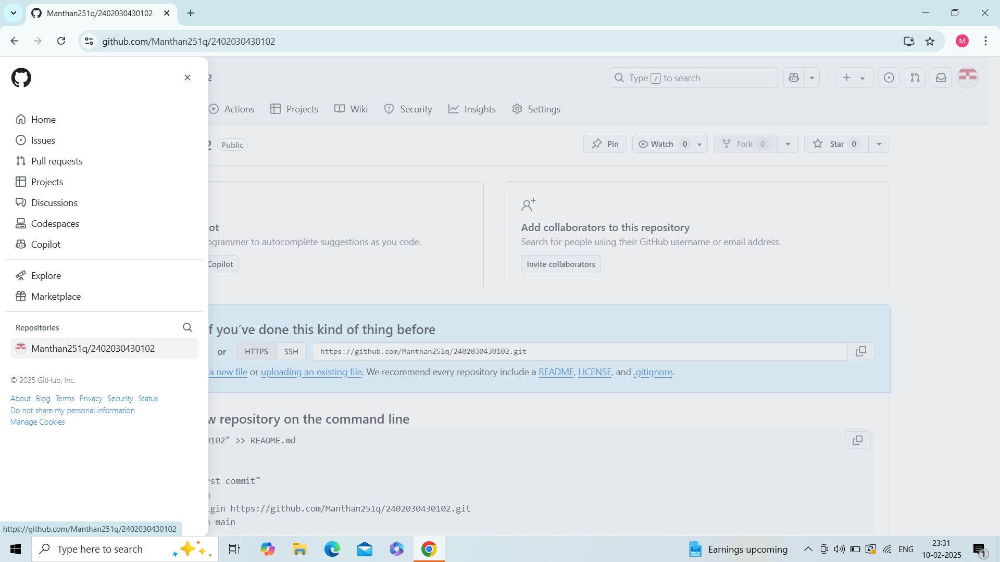 Manthan251q/2402030430102
github.com/Manthan251q/2402030430102
M
2
Type / to search
Actions
Projects
Wiki
Security
Insights
Settings
Home
Issues
Pull requests
Projects
Discussions
Codespaces
Copilot
Explore
Marketplace
Repositories
Manthan251q/2402030430102
© 2025 GitHub, Inc.
About Blog Terms Privacy Security Status
Do not share my personal information
Manage Cookies
2 Public
Pin
Watch 0
Fork 0
Star 0
ot
ogrammer to autocomplete suggestions as you code.
Copilot
Add collaborators to this repository
Search for people using their GitHub username or email address.
Invite collaborators
f you’ve done this kind of thing before
or HTTPS SSH https://github.com/Manthan251q/2402030430102.git
a new file or uploading an existing file. We recommend every repository include a README, LICENSE, and .gitignore.
w repository on the command line
0102" >> README.md
rst commit"
n
igin https://github.com/Manthan251q/2402030430102.git
n main
https://github.com/Manthan251q/2402030430102
Type here to search
Earnings upcoming
ENG
23:31
10-02-2025
1